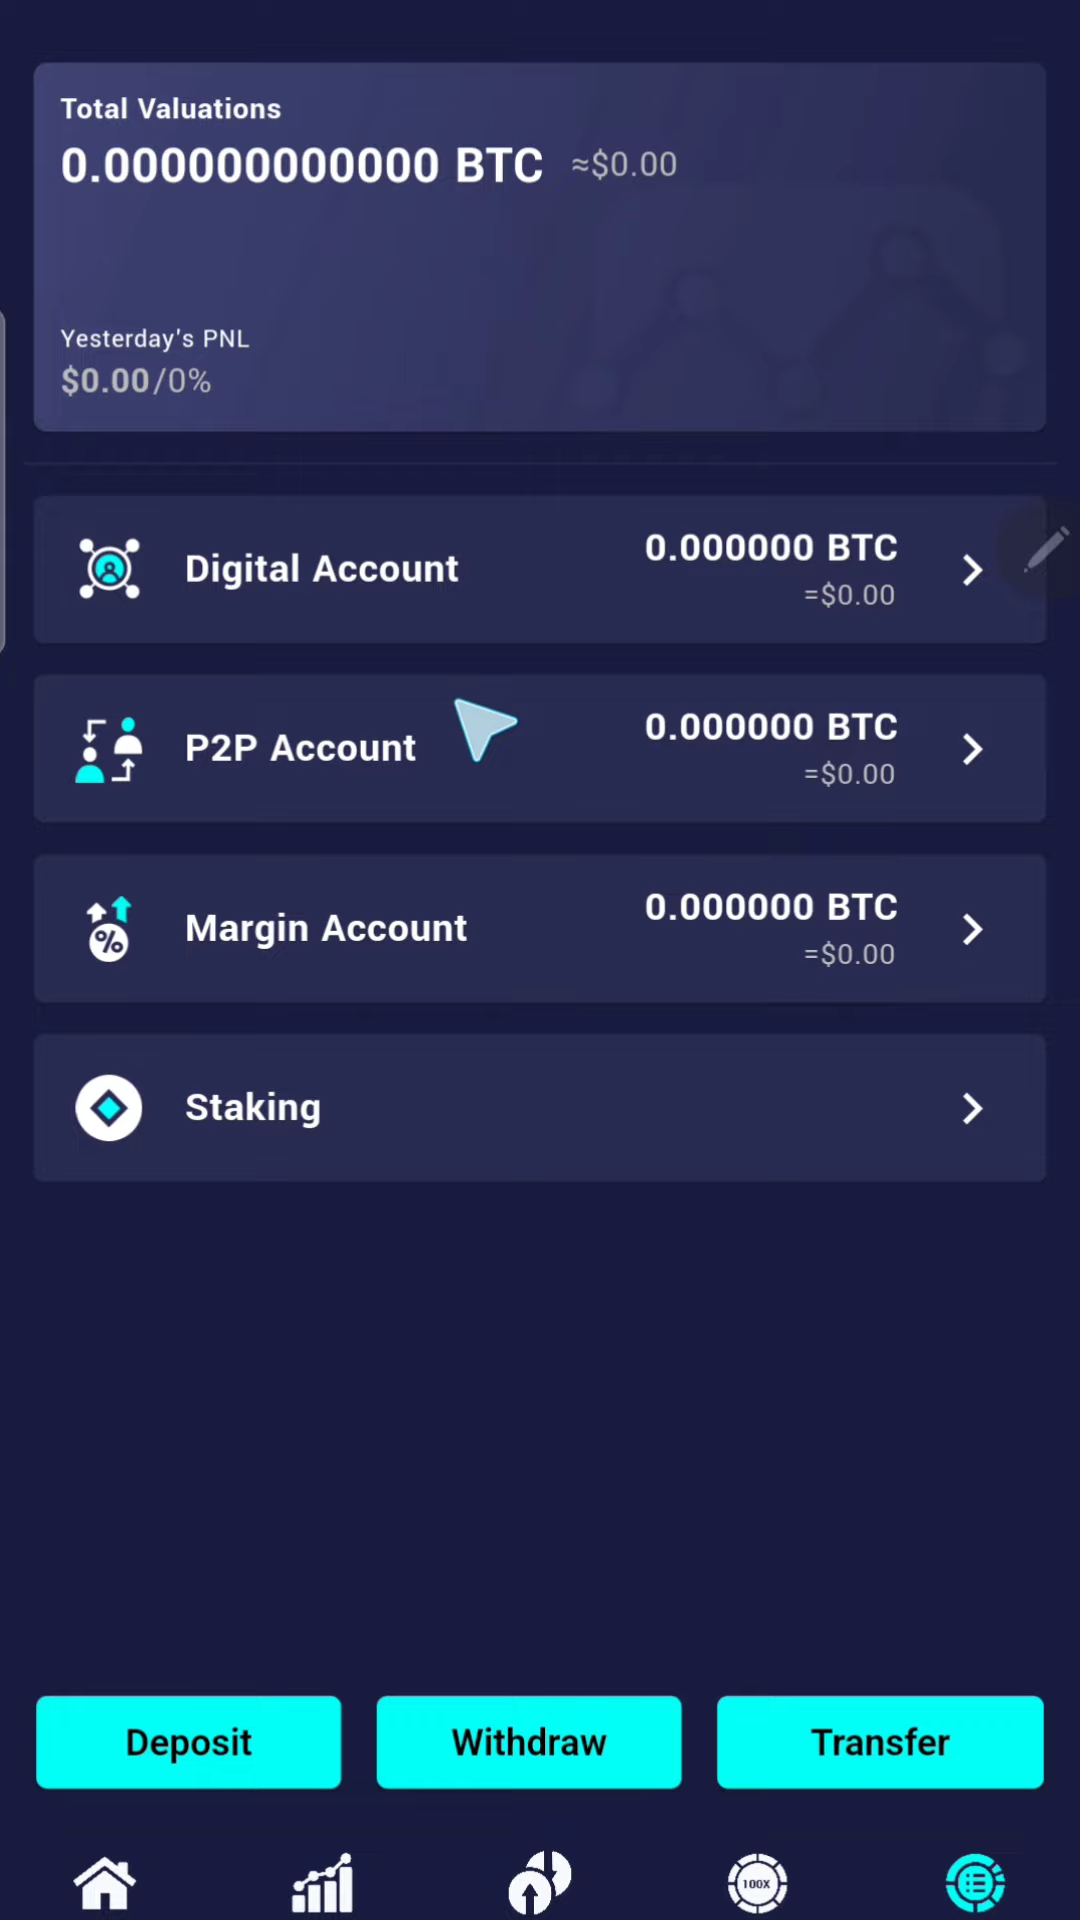 Total Valuations
0.000000000000 BTC ≈$0.00
Yesterday's PNL
$0.00/0%
Digital Account
0.000000 BTC
=$0.00
P2P Account
0.000000 BTC
=$0.00
Margin Account
0.000000 BTC
=$0.00
Staking
Deposit
Withdraw
Transfer
100X